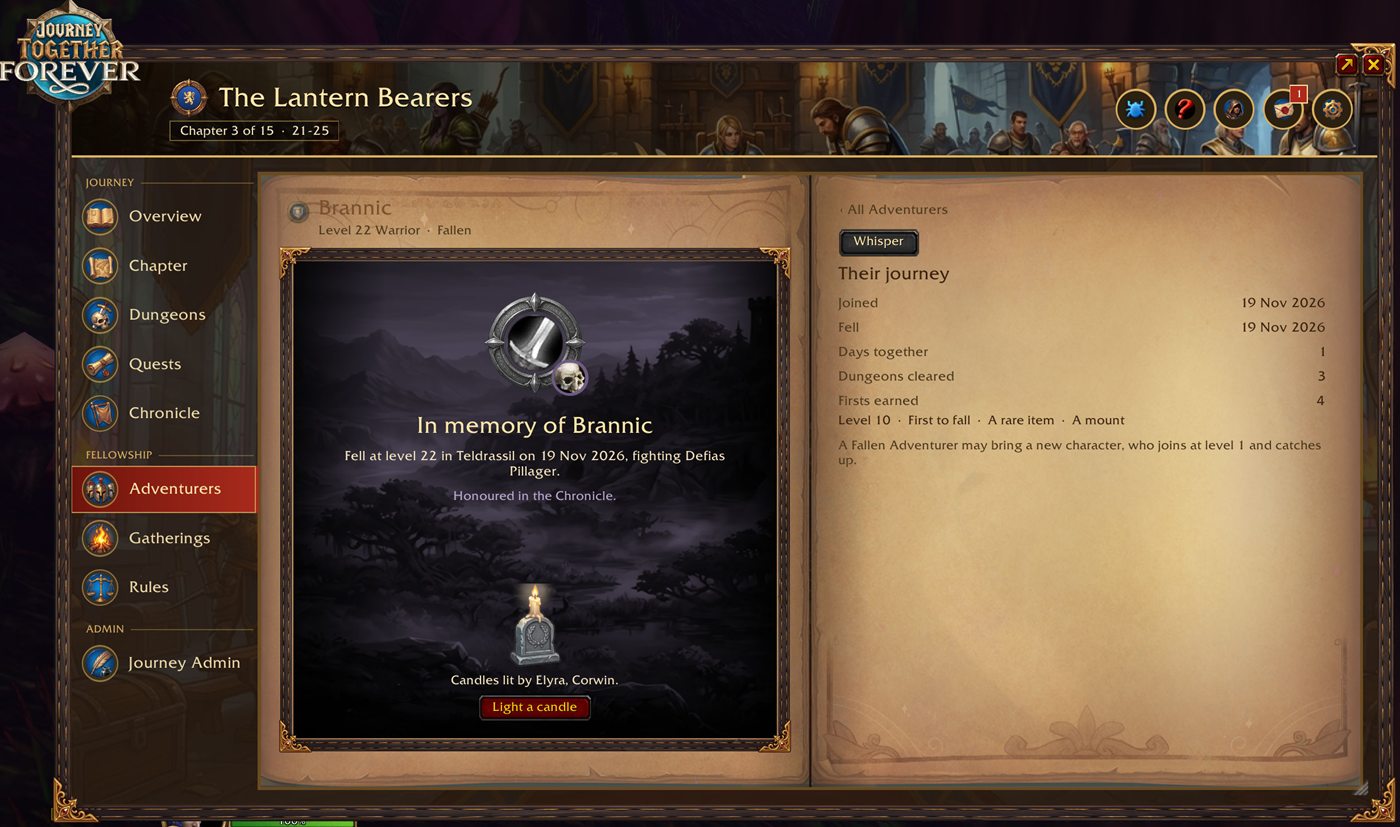 JOURNEY
TOGETHER
FOREVER
The Lantern Bearers
Chapter 3 of 15 · 21-25
1
JOURNEY
Overview
Chapter
Dungeons
Quests
Chronicle
FELLOWSHIP
Adventurers
Gatherings
Rules
ADMIN
Journey Admin
Brannic
Level 22 Warrior · Fallen
In memory of Brannic
Fell at level 22 in Teldrassil on 19 Nov 2026, fighting Defias
Pillager.
Honoured in the Chronicle.
Candles lit by Elyra, Corwin.
Light a candle
‹ All Adventurers
Whisper
Their journey
Joined 19 Nov 2026
Fell 19 Nov 2026
Days together 1
Dungeons cleared 3
Firsts earned 4
Level 10 · First to fall · A rare item · A mount
A Fallen Adventurer may bring a new character, who joins at level 1 and catches
up.
100%